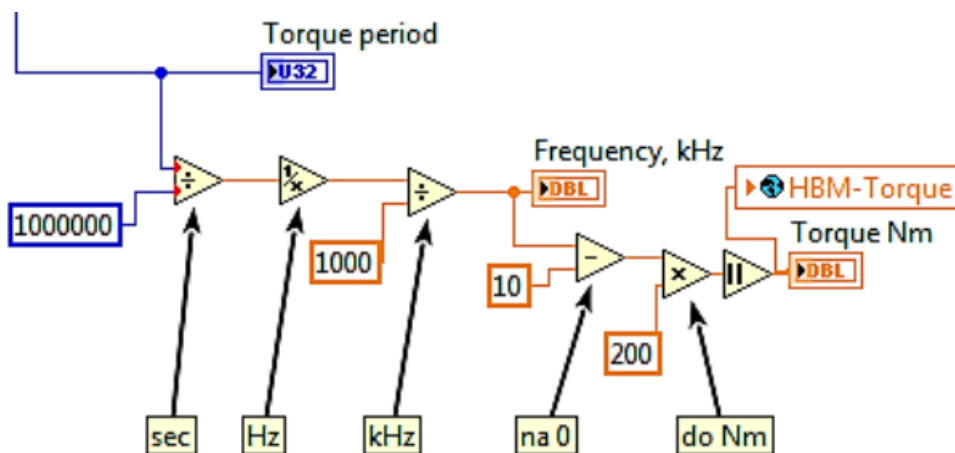 Torque period
U32
÷
1/x
÷
Frequency, kHz
DBL
HBM-Torque
1000000
1000
10
-
×
||
Torque Nm
DBL
200
sec
Hz
kHz
na 0
do Nm